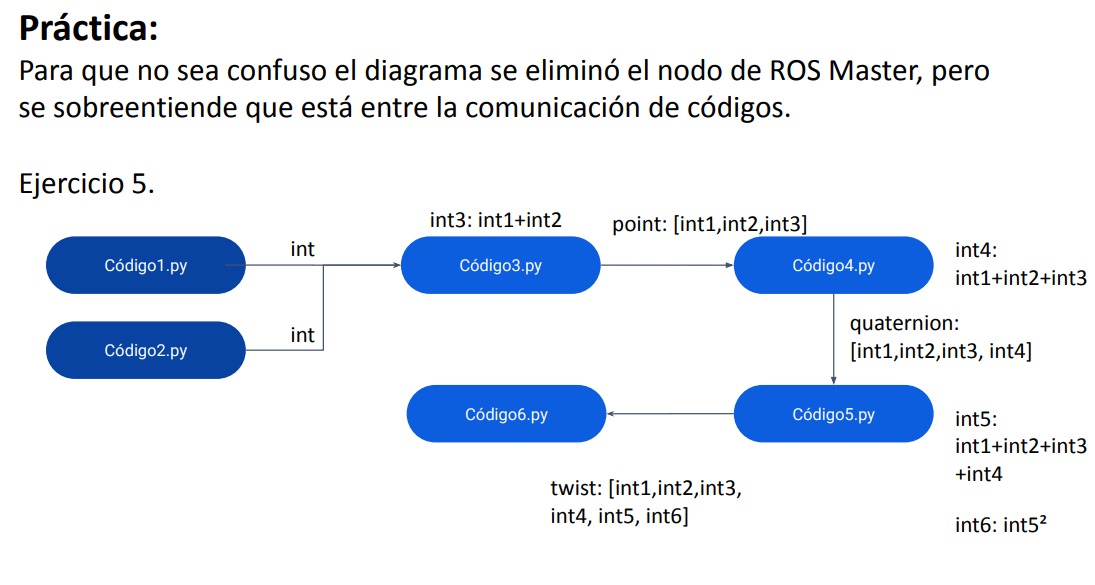 Práctica:
Para que no sea confuso el diagrama se eliminó el nodo de ROS Master, pero
se sobreentiende que está entre la comunicación de códigos.
Ejercicio 5.
int3: int1+int2
point: [int1,int2,int3]
Código1.py
int
Código3.py
Código4.py
int4:
int1+int2+int3
Código2.py
int
quaternion:
[int1,int2,int3, int4]
Código6.py
Código5.py
int5:
int1+int2+int3
+int4
twist: [int1,int2,int3,
int4, int5, int6]
int6: int5²